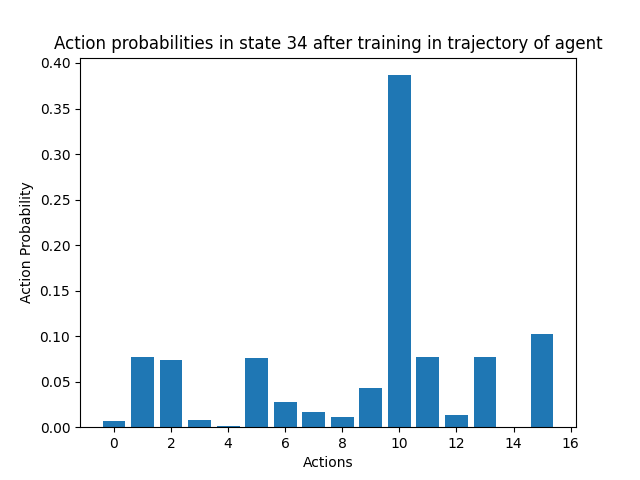 Action probabilities in state 34 after training in trajectory of agent
0.40
0.35
0.30
0.25
0.20
0.15
0.10
0.05
0.00
Action Probability
0 2 4 6 8 10 12 14 16
Actions